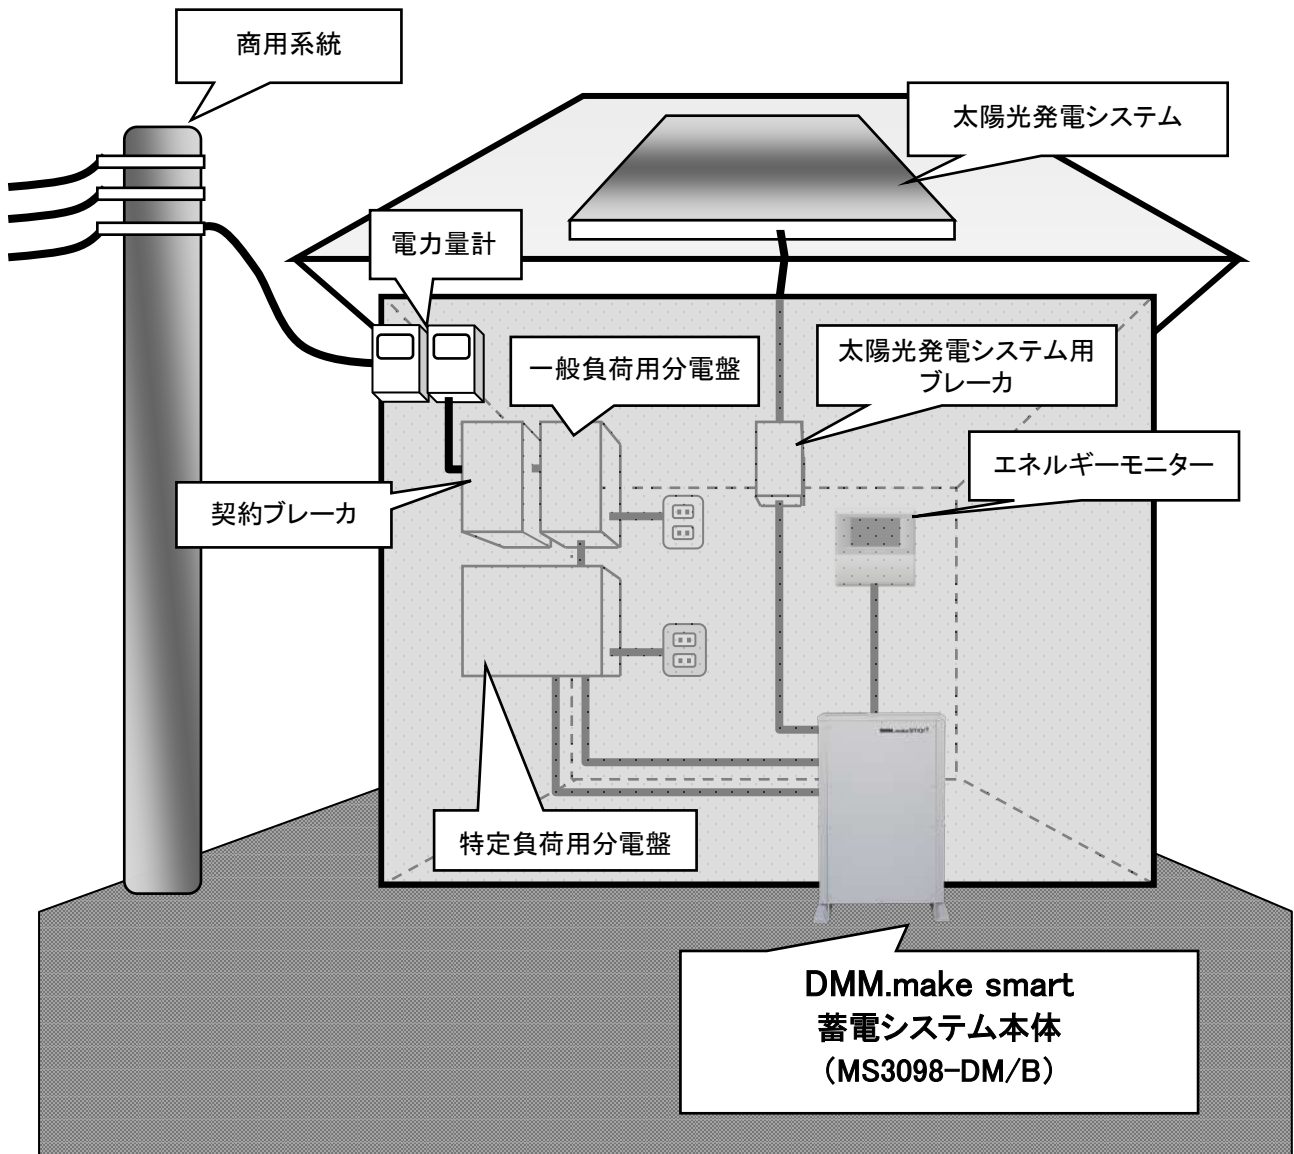 商用系統
太陽光発電システム
電力量計
一般負荷用分電盤
太陽光発電システム用
ブレーカ
エネルギーモニター
契約ブレーカ
DMM.make smart
特定負荷用分電盤
DMM.make smart
蓄電システム本体
（MS3098-DM/B）